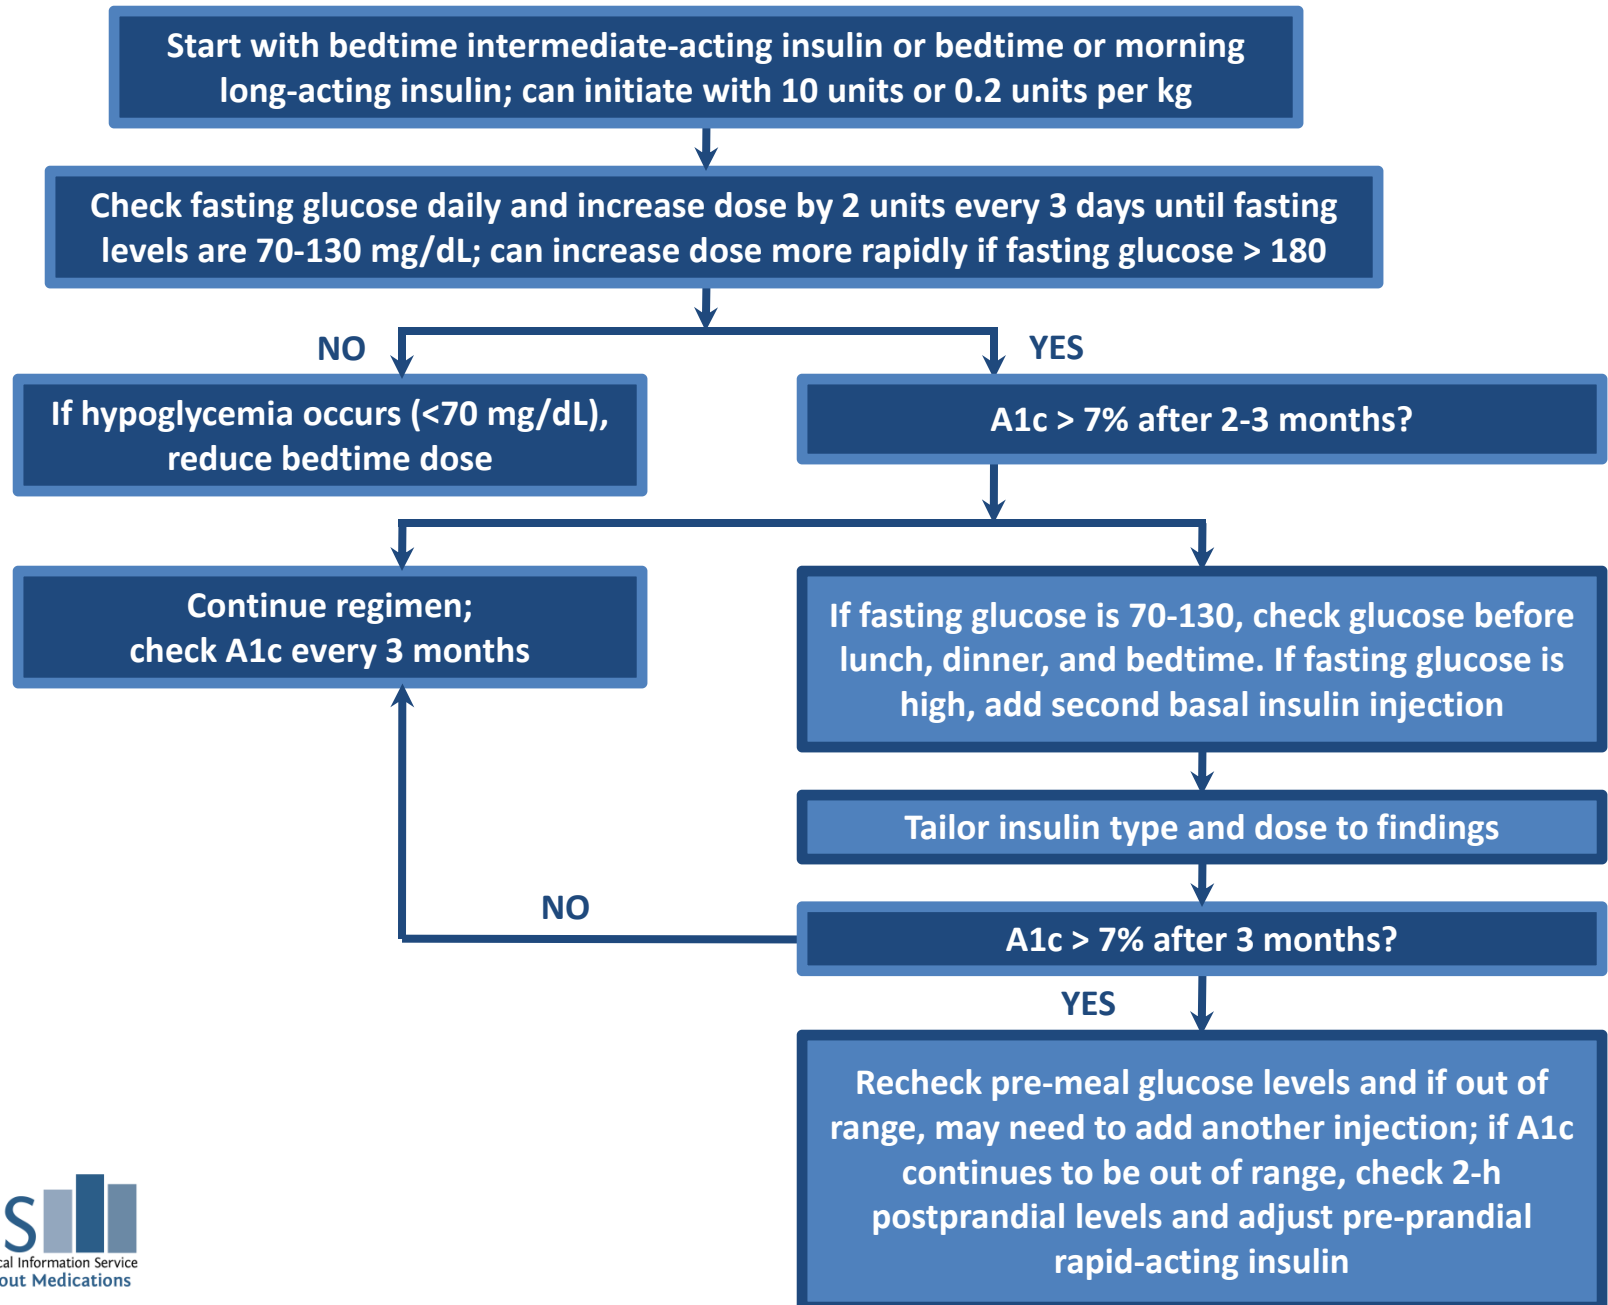 Start with bedtime intermediate-acting insulin or bedtime or morning
long-acting insulin; can initiate with 10 units or 0.2 units per kg
Check fasting glucose daily and increase dose by 2 units every 3 days until fasting
levels are 70-130 mg/dL; can increase dose more rapidly if fasting glucose > 180
NO
YES
If hypoglycemia occurs (<70 mg/dL),
reduce bedtime dose
A1c > 7% after 2-3 months?
Continue regimen;
check A1c every 3 months
If fasting glucose is 70-130, check glucose before
lunch, dinner, and bedtime. If fasting glucose is
high, add second basal insulin injection
Tailor insulin type and dose to findings
NO
A1c > 7% after 3 months?
YES
Recheck pre-meal glucose levels and if out of
range, may need to add another injection; if A1c
continues to be out of range, check 2-h
postprandial levels and adjust pre-prandial
rapid-acting insulin
S
cal Information Service
out Medications